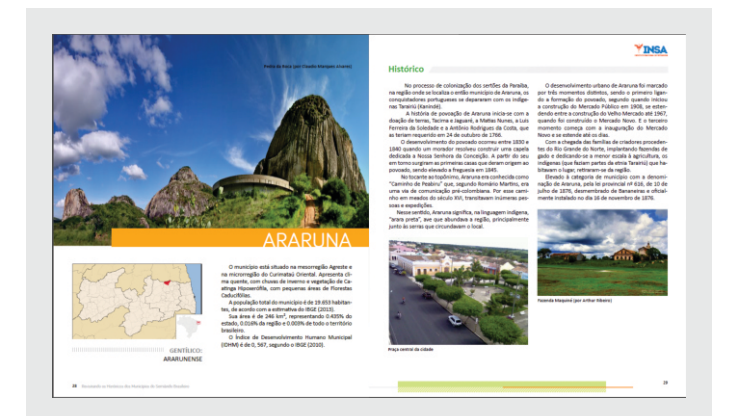 Pedra da Boca (por Claudio Marques Alvares)
ARARUNA
O município está situado na mesorregião Agreste e
na microrregião do Curimataú Oriental. Apresenta cli-
ma quente, com chuvas de inverno e vegetação de Ca-
atinga Hipoxerófila, com pequenas áreas de Florestas
Caducifólias.
A população total do município é de 19.653 habitan-
tes, de acordo com a estimativa do IBGE (2013).
Sua área é de 246 km², representando 0.435% do
estado, 0.016% da região e 0.003% de todo o território
brasileiro.
O Índice de Desenvolvimento Humano Municipal
(IDHM) é de 0, 567, segundo o IBGE (2010).
GENTÍLICO:
ARARUNENSE
INSA
Histórico
No processo de colonização dos sertões da Paraíba,
na região onde se localiza o então município de Araruna, os
conquistadores portugueses se depararam com os indíge-
nas Tarairiú (Kanindé).
A história de povoação de Araruna inicia-se com a
doação de terras, Tacima e Jaguaré, a Matias Nunes, a Luis
Ferreira da Soledade e a Antônio Rodrigues da Costa, que
as teriam requerido em 24 de outubro de 1766.
O desenvolvimento do povoado ocorreu entre 1830 e
1840 quando um morador resolveu construir uma capela
dedicada a Nossa Senhora da Conceição. A partir do seu
em torno surgiram as primeiras casas que deram origem ao
povoado, sendo elevado a freguesia em 1845.
No tocante ao topônimo, Araruna era conhecida como
"Caminho de Peabiru" que, segundo Romário Martins, era
uma via de comunicação pré-colombiana. Por esse cami-
nho em meados do século XVI, transitavam inúmeras pes-
soas e expedições.
Nesse sentido, Araruna significa, na linguagem indígena,
"arara preta", ave que abundava a região, principalmente
junto às serras que circundavam o local.
Praça central da cidade
O desenvolvimento urbano de Araruna foi marcado
por três momentos distintos, sendo o primeiro ligan-
do a formação do povoado, segundo quando iniciou
a construção do Mercado Público em 1908, se esten-
dendo entre a construção do Velho Mercado até 1967,
quando foi construído o Mercado Novo. E o terceiro
momento começa com a inauguração do Mercado
Novo e se estende até os dias.
Com a chegada das famílias de criadores proceden-
tes do Rio Grande do Norte, implantando fazendas de
gado e dedicando-se a menor escala à agricultura, os
indígenas (que faziam partes da etnia Tarairiú) que ha-
bitavam o lugar, retiraram-se da região.
Elevado à categoria de município com a denomi-
nação de Araruna, pela lei provincial nº 616, de 10 de
julho de 1876, desmembrado de Bananeiras e oficial-
mente instalado no dia 16 de novembro de 1876.
Fazenda Maquiné (por Arthur Ribeiro)